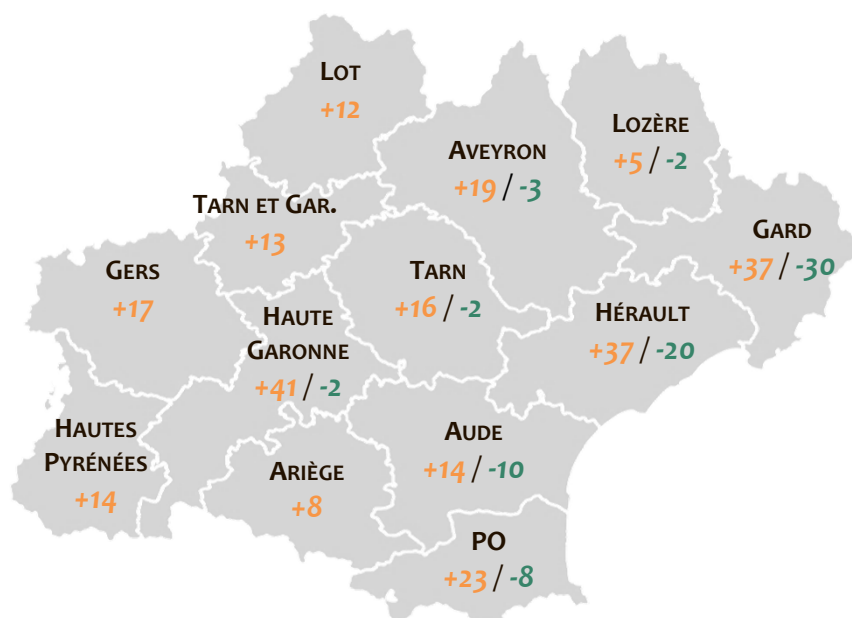 LOT
+12
LOZÈRE
+5 / -2
AVEYRON
+19 / -3
TARN ET GAR.
+13
GARD
+37 / -30
GERS
+17
TARN
+16 / -2
HAUTE
GARONNE
+41 / -2
HÉRAULT
+37 / -20
HAUTES
PYRÉNÉES
+14
AUDE
+14 / -10
ARIÈGE
+8
PO
+23 / -8